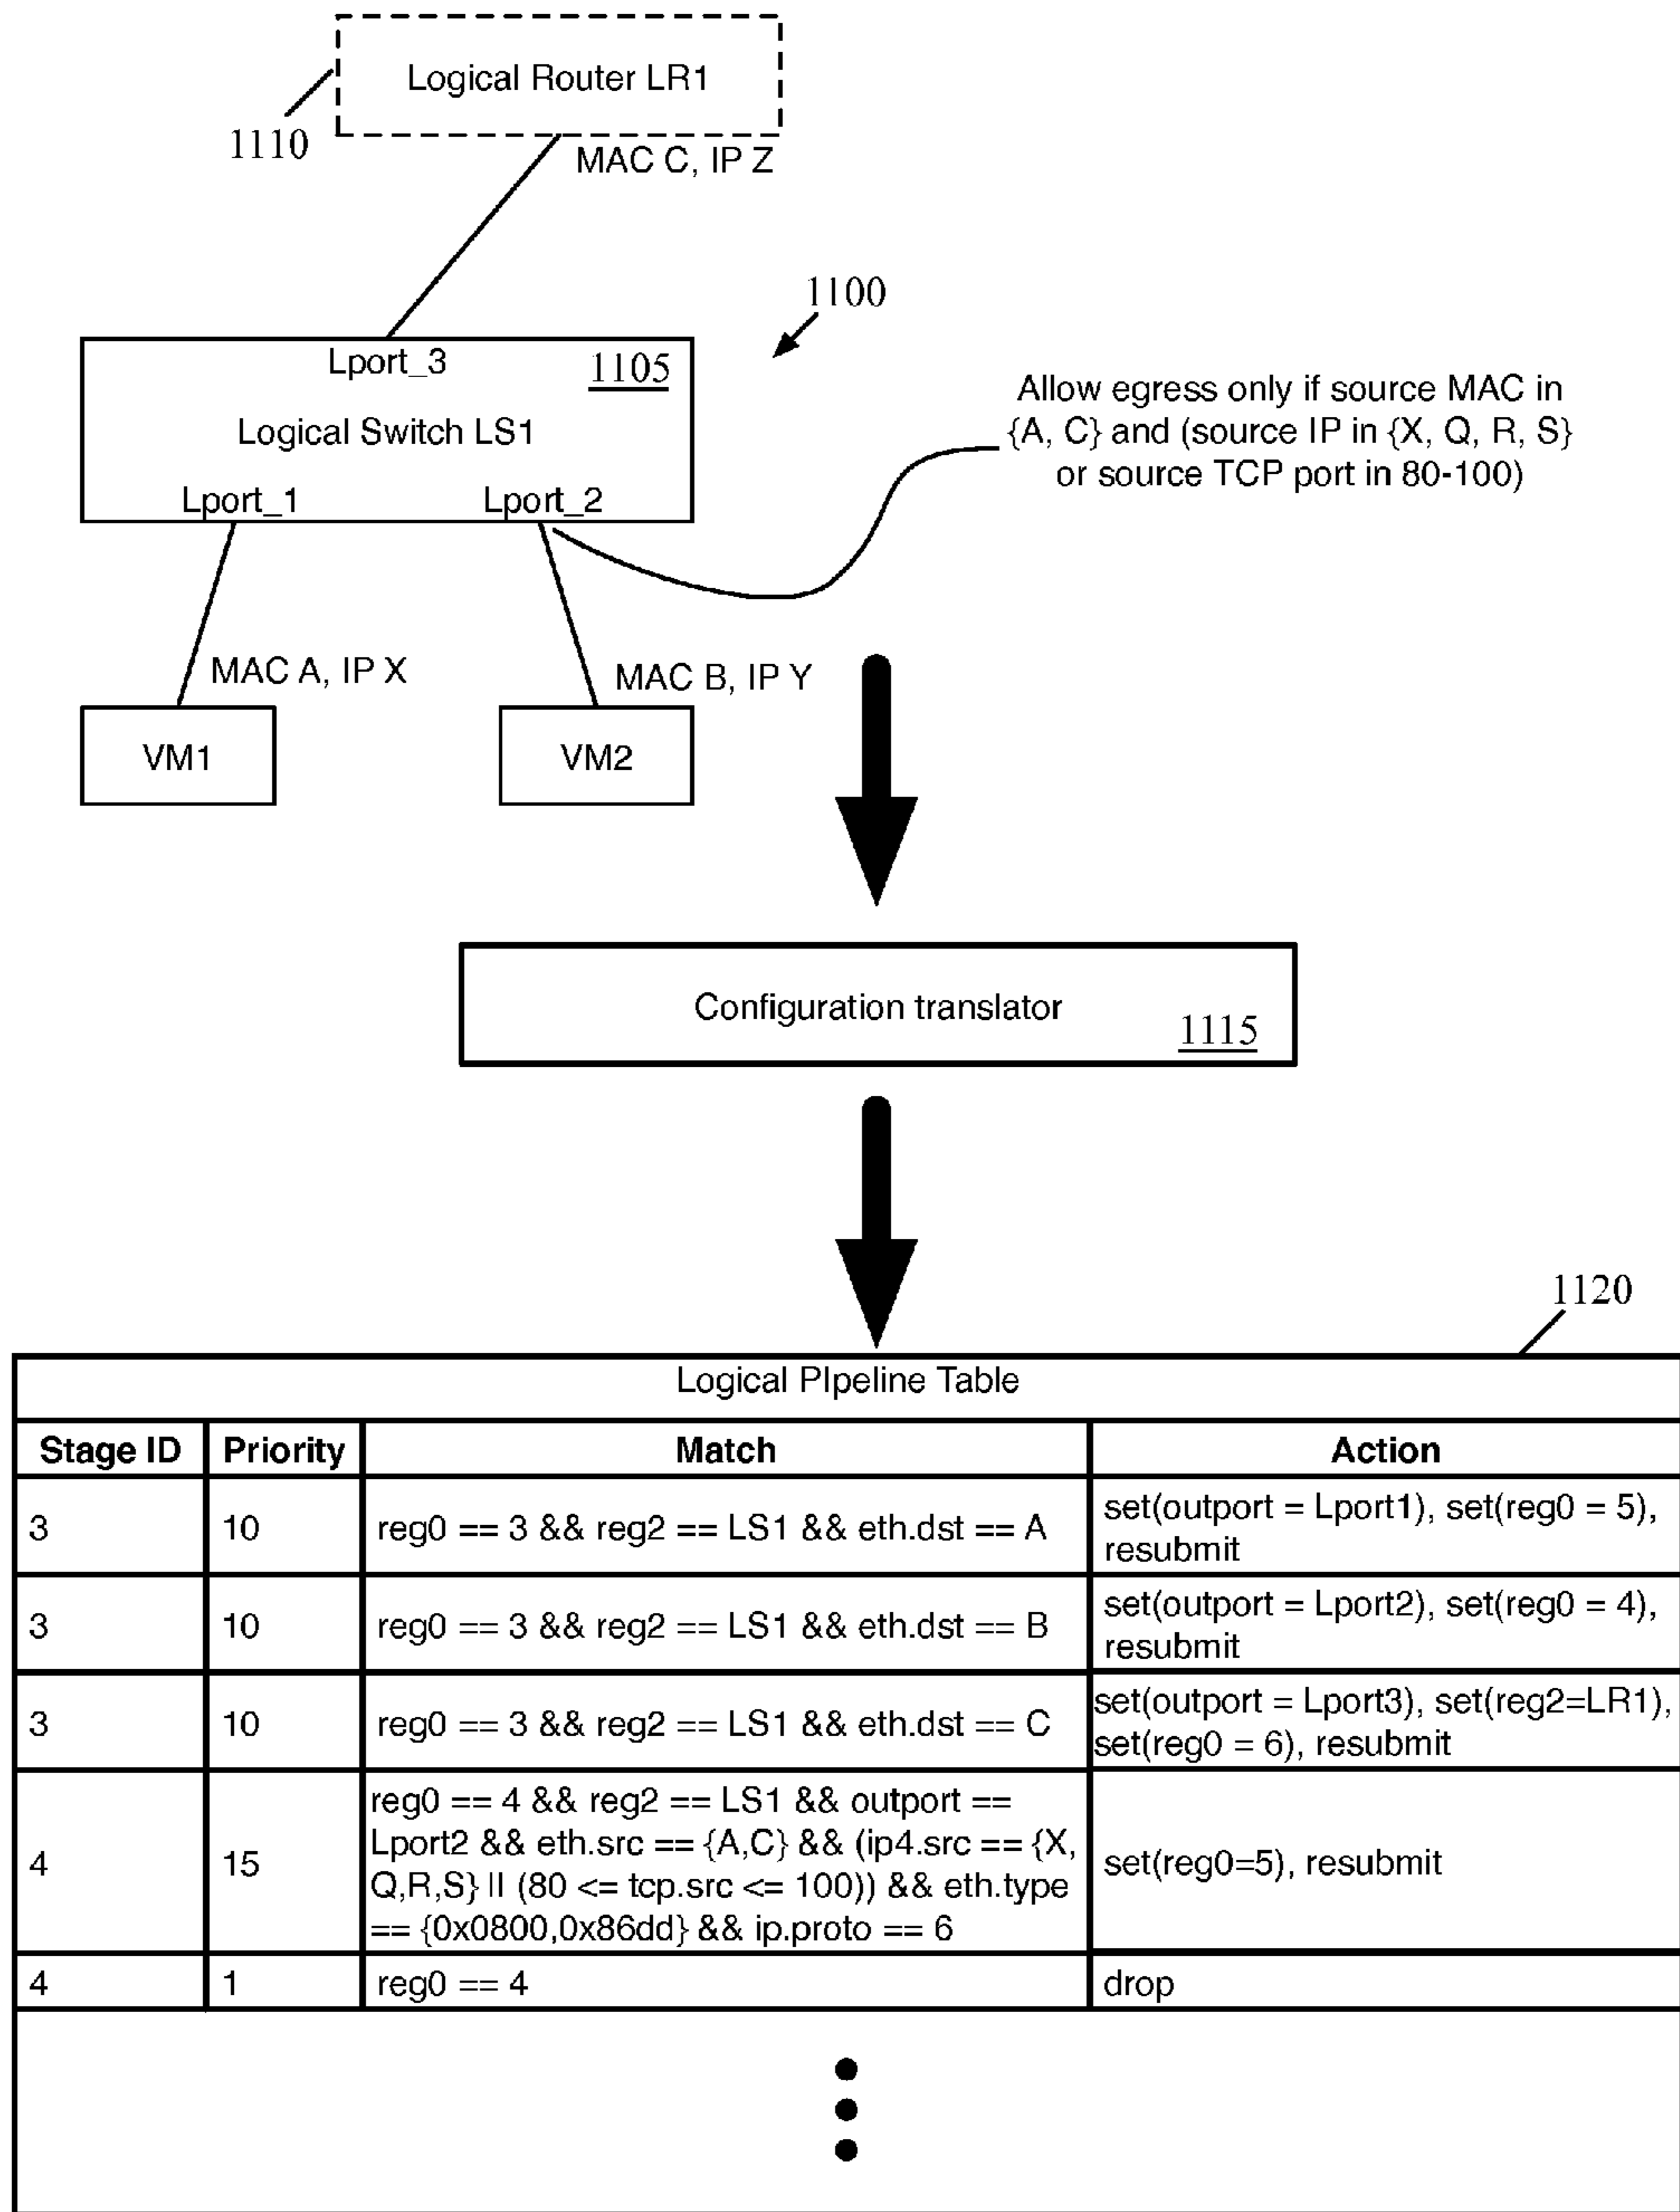 Logical Router LR1
1110
MAC C, IP Z
1100
Lport_3
1105
Logical Switch LS1
Lport_1
Lport_2
Allow egress only if source MAC in
{A, C} and (source IP in {X, Q, R, S}
or source TCP port in 80-100)
MAC A, IP X
MAC B, IP Y
VM1
VM2
Configuration translator
1115
1120
Logical PIpeline Table
Stage ID Priority Match Action
3 10 reg0 == 3 && reg2 == LS1 && eth.dst == A set(outport = Lport1), set(reg0 = 5),
resubmit
3 10 reg0 == 3 && reg2 == LS1 && eth.dst == B set(outport = Lport2), set(reg0 = 4),
resubmit
3 10 reg0 == 3 && reg2 == LS1 && eth.dst == C set(outport = Lport3), set(reg2=LR1),
set(reg0 = 6), resubmit
4 15 reg0 == 4 && reg2 == LS1 && outport ==
Lport2 && eth.src == {A,C} && (ip4.src == {X,
Q,R,S} || (80 <= tcp.src <= 100)) && eth.type
== {0x0800,0x86dd} && ip.proto == 6
set(reg0=5), resubmit
4 1 reg0 == 4 drop